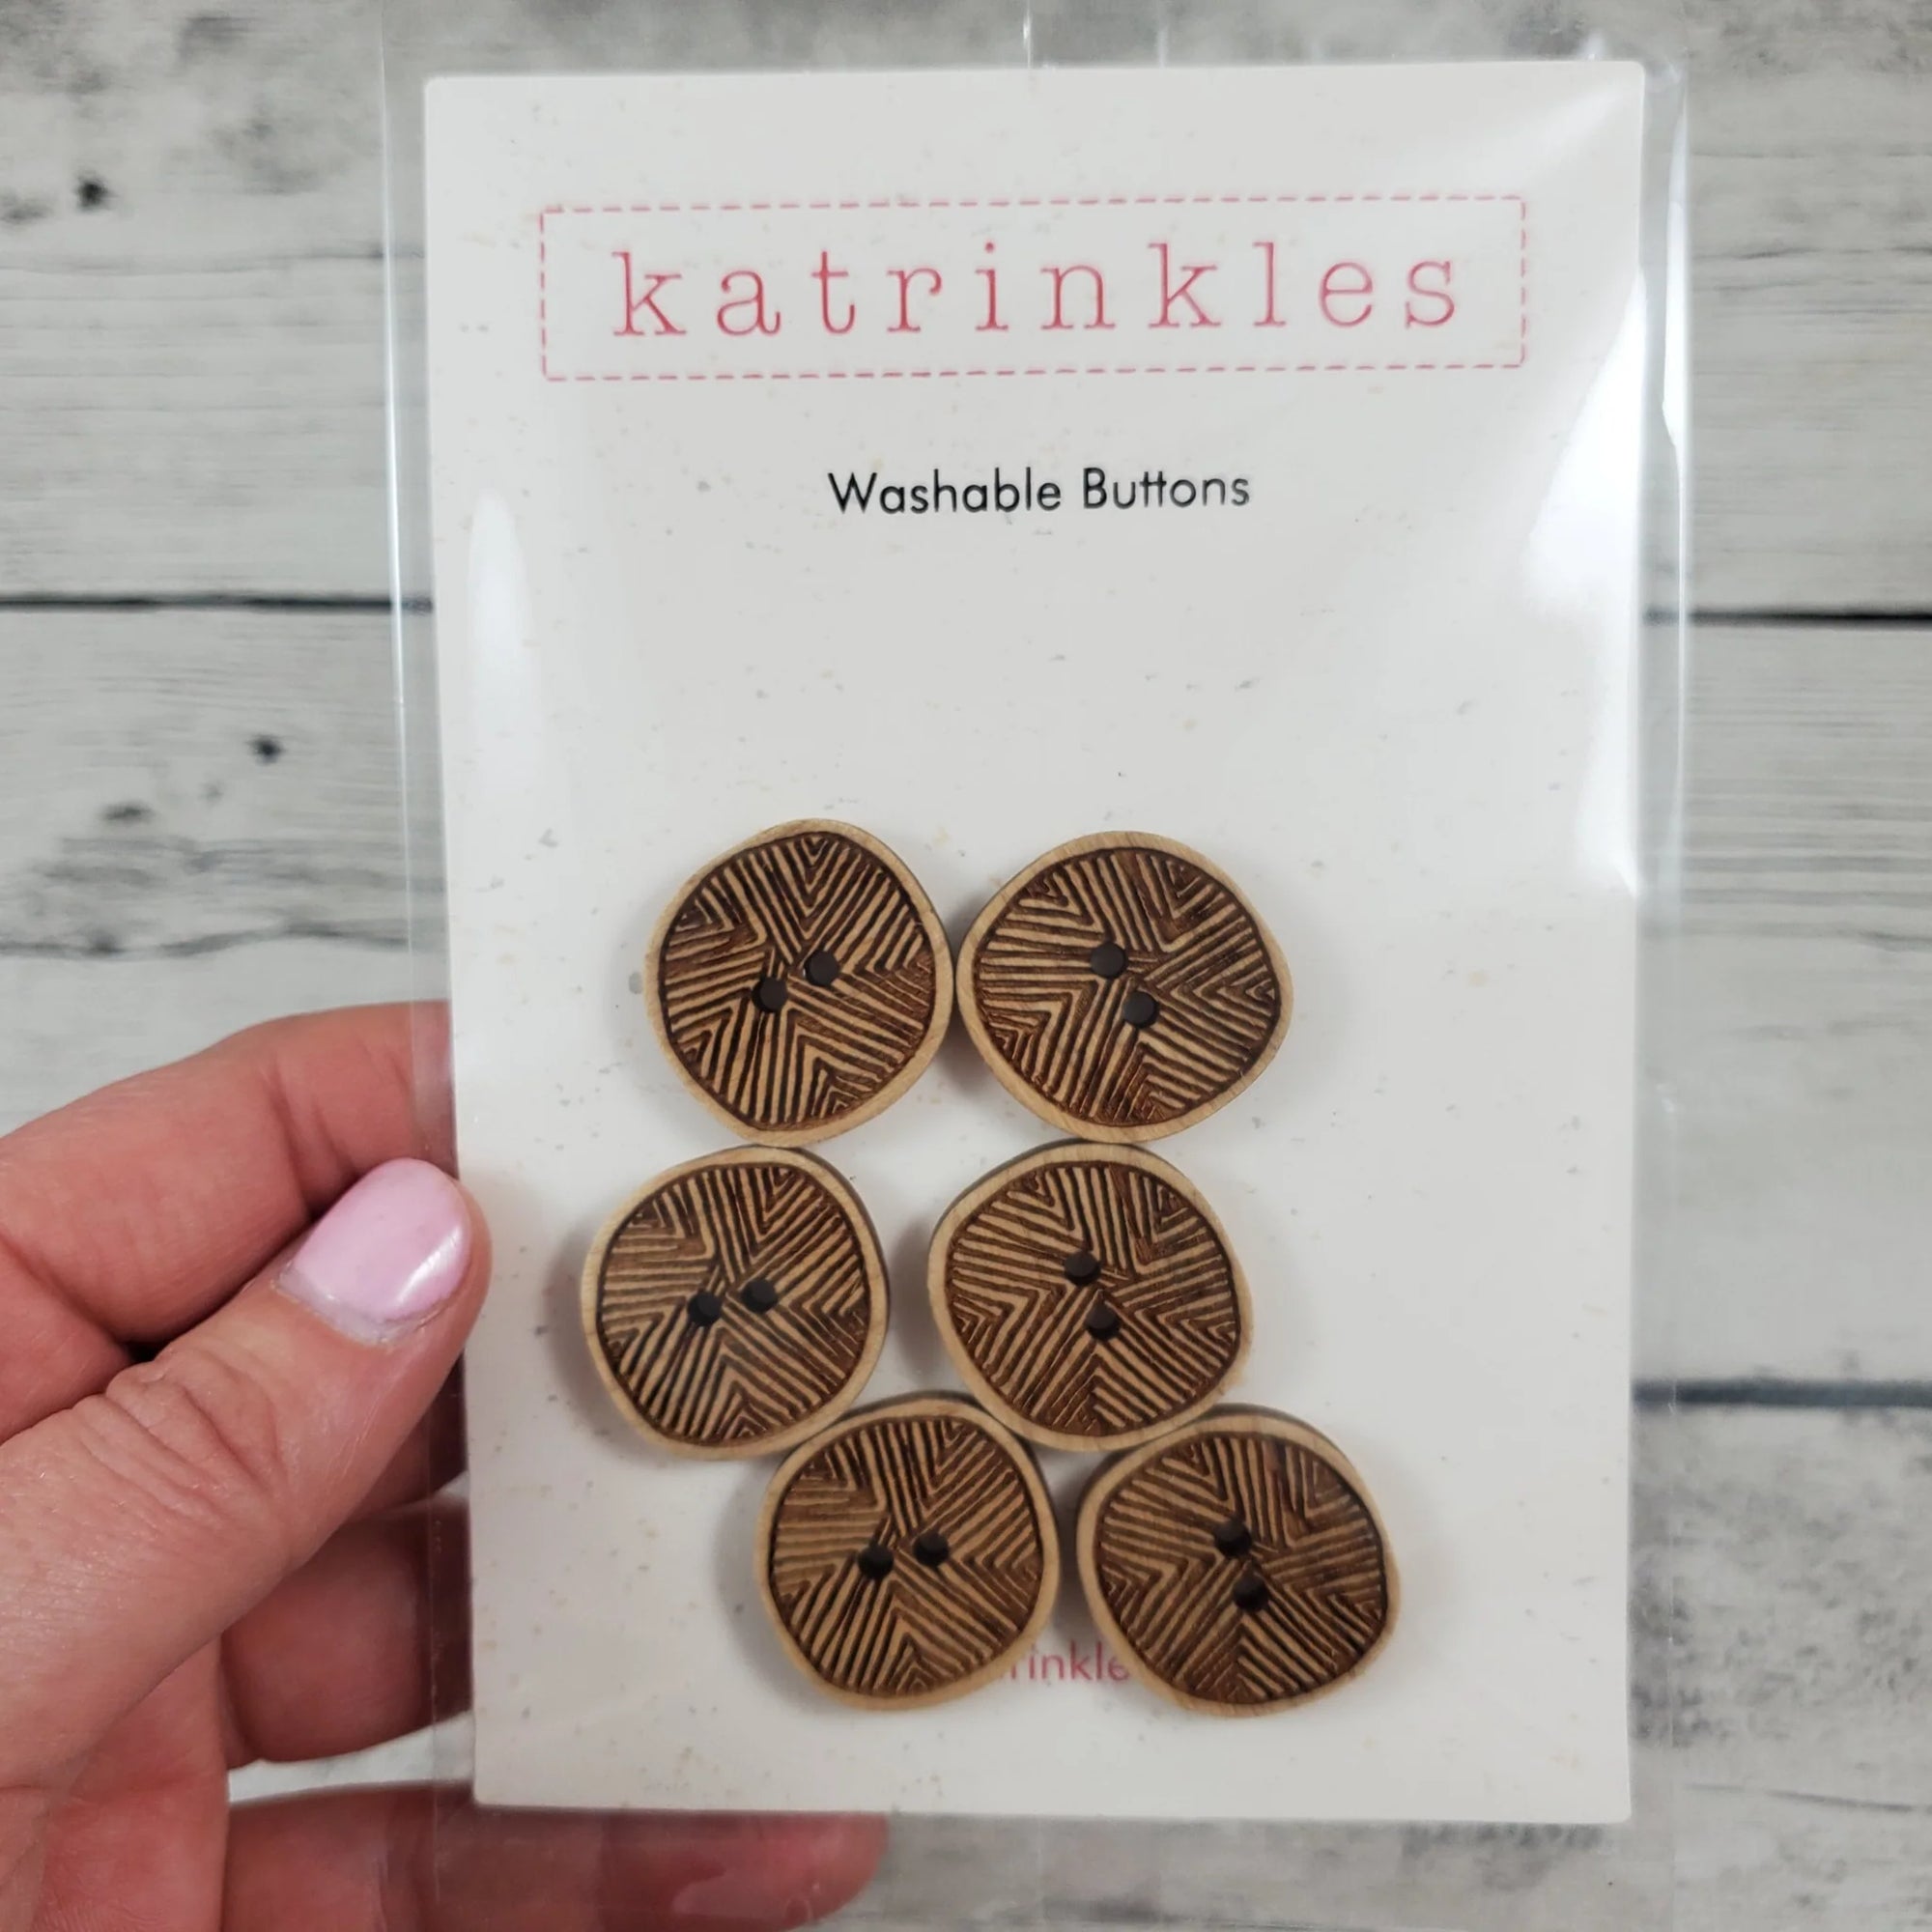 katrinkles
Washable Buttons